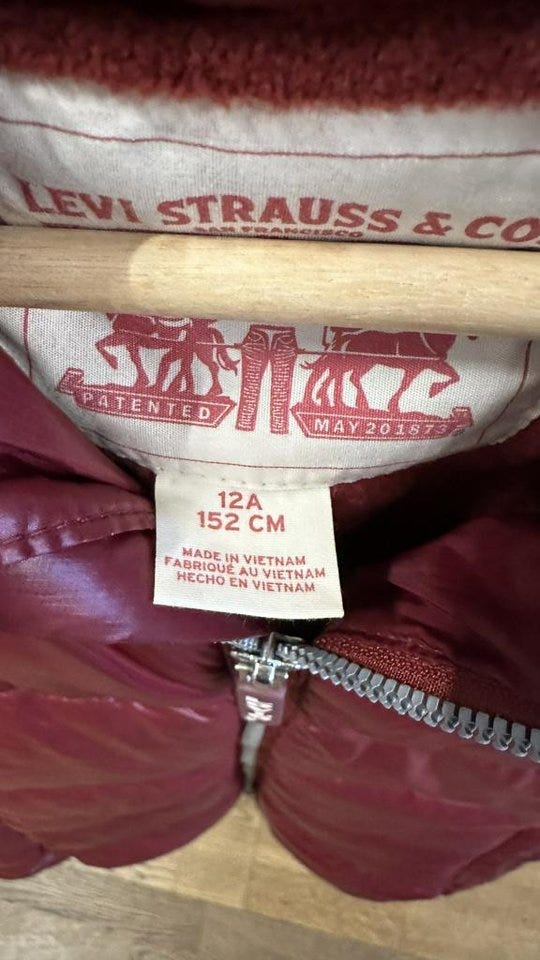 LEVI STRAUSS & CO.
SAN FRANCISCO
PATENTED
MAY 20 1873
12A
152 CM
MADE IN VIETNAM
FABRIQUÉ AU VIETNAM
HECHO EN VIETNAM